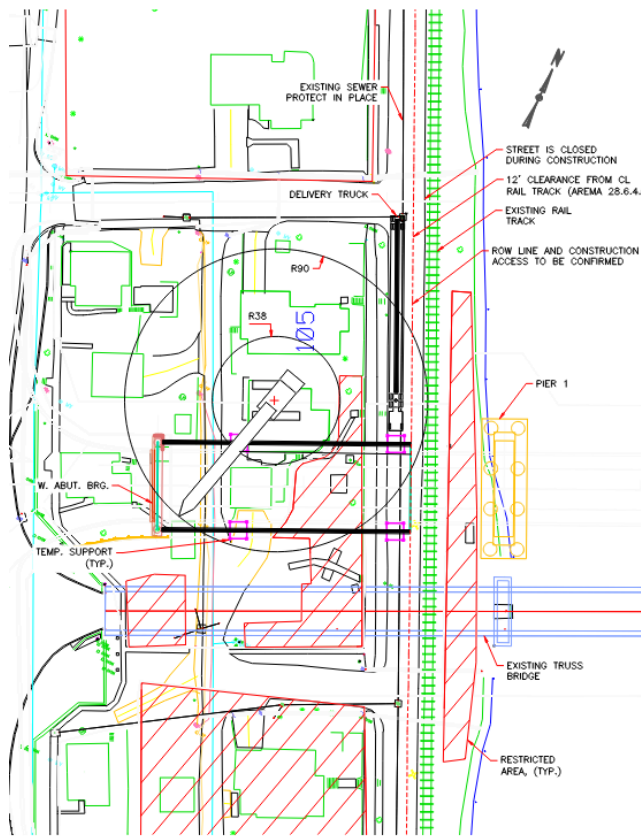 N
EXISTING SEWER
PROTECT IN PLACE
STREET IS CLOSED
DURING CONSTRUCTION
12' CLEARANCE FROM CL
RAIL TRACK (AREMA 28.6.4.
DELIVERY TRUCK
EXISTING RAIL
TRACK
ROW LINE AND CONSTRUCTION
ACCESS TO BE CONFIRMED
R90
R38
105
PIER 1
W. ABUT. BRG.
TEMP. SUPPORT
(TYP.)
EXISTING TRUSS
BRIDGE
RESTRICTED
AREA, (TYP.)